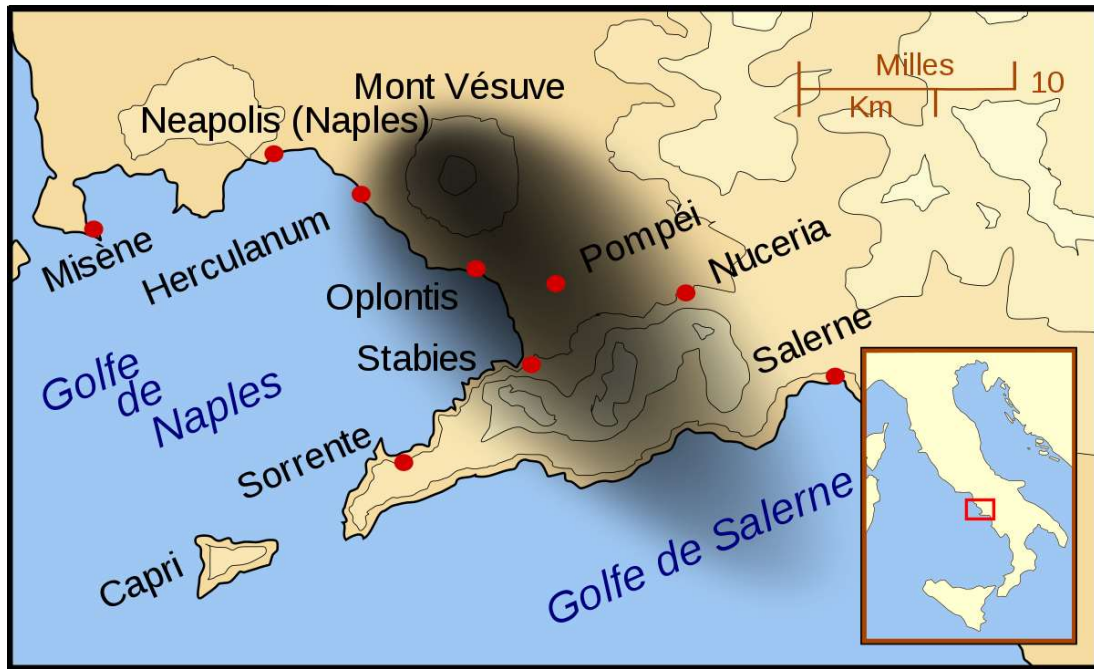 Mont Vésuve
Neapolis (Naples)
Milles
Km
10
Misène
Herculanum
Oplontis
Pompéi
Nuceria
Stabies
Salerne
Golfe
de
Naples
Sorrente
Capri
Golfe de Salerne